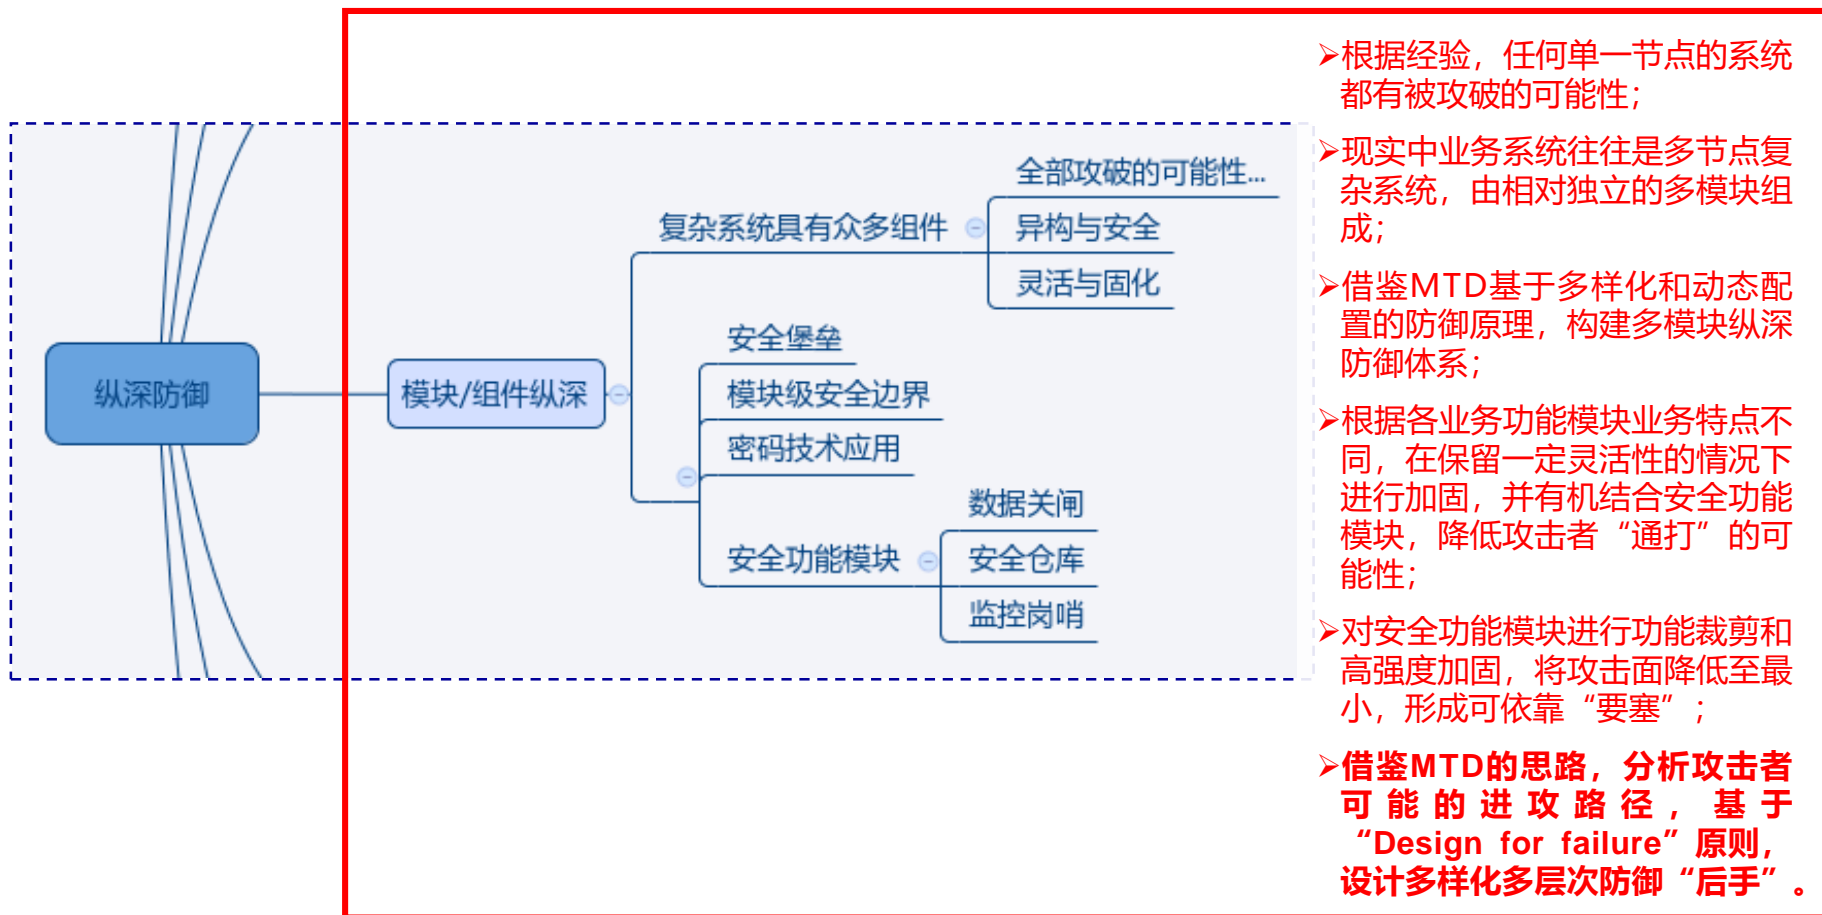 纵深防御
模块/组件纵深
复杂系统具有众多组件
全部攻破的可能性...
异构与安全
灵活与固化
安全堡垒
模块级安全边界
密码技术应用
安全功能模块
数据关闸
安全仓库
监控岗哨
➢根据经验，任何单一节点的系统
都有被攻破的可能性；
➢现实中业务系统往往是多节点复
杂系统，由相对独立的多模块组
成；
➢借鉴MTD基于多样化和动态配
置的防御原理，构建多模块纵深
防御体系；
➢根据各业务功能模块业务特点不
同，在保留一定灵活性的情况下
进行加固，并有机结合安全功能
模块，降低攻击者“通打”的可
能性；
➢对安全功能模块进行功能裁剪和
高强度加固，将攻击面降低至最
小，形成可依靠“要塞”；
➢借鉴MTD的思路，分析攻击者
可能的进攻路径，基于
“Design for failure”原则，
设计多样化多层次防御“后手”。